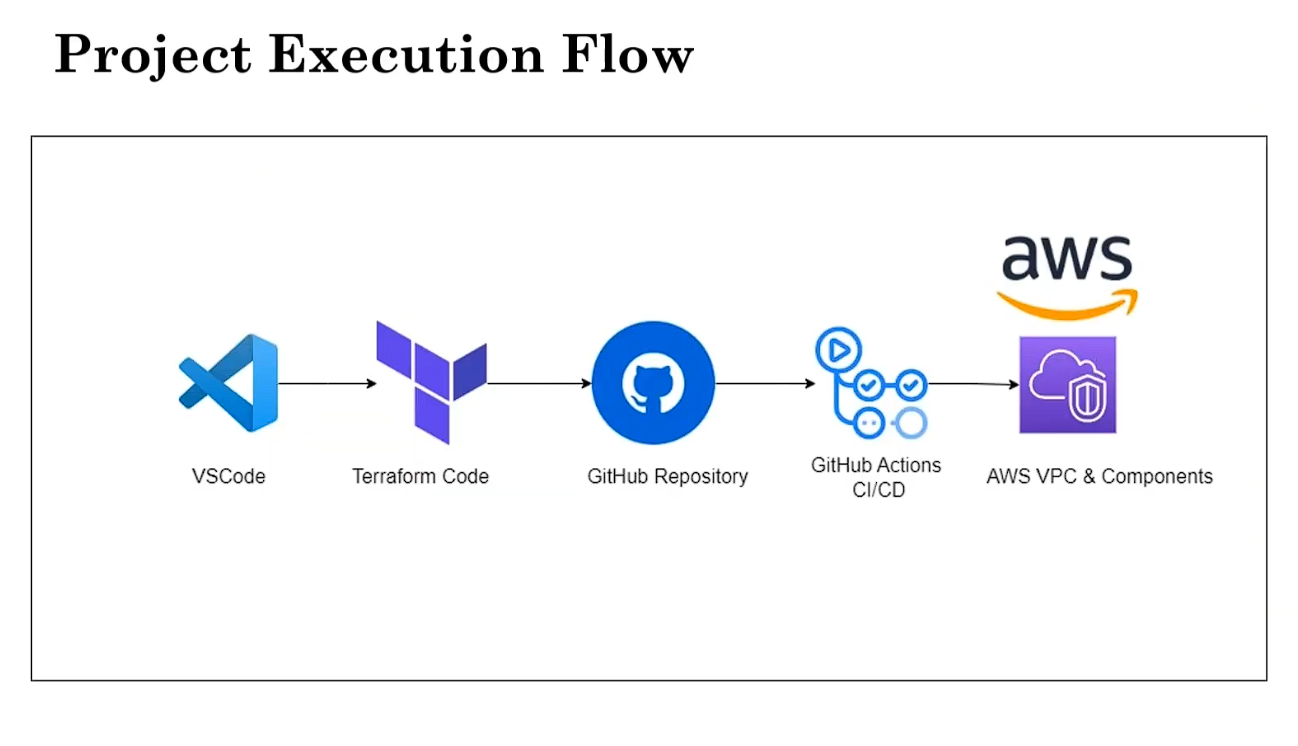 Project Execution Flow
aws
VSCode
Terraform Code
GitHub Repository
GitHub Actions
CI/CD
AWS VPC & Components